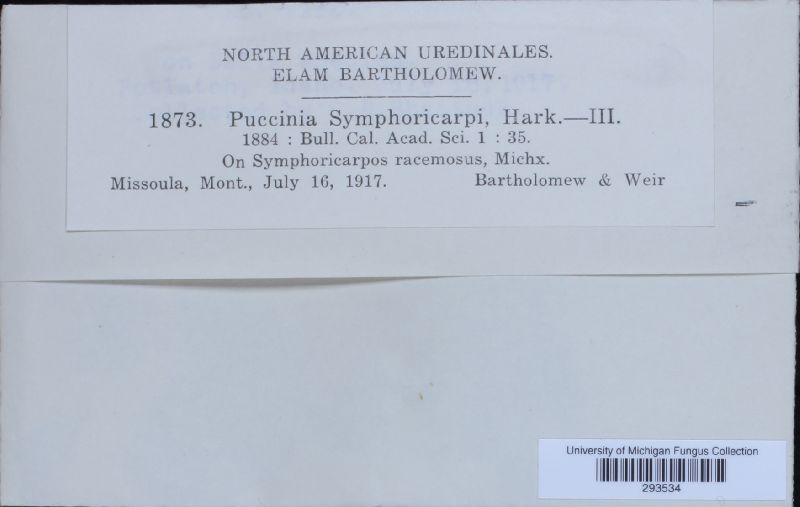 NORTH AMERICAN UREDINALES.
ELAM BARTHOLOMEW.
1873. Puccinia Symphoricarpi, Hark.—III.
1884 : Bull. Cal. Acad. Sci. 1 : 35.
On Symphoricarpos racemosus, Michx.
Missoula, Mont., July 16, 1917. Bartholomew & Weir
University of Michigan Fungus Collection
293534